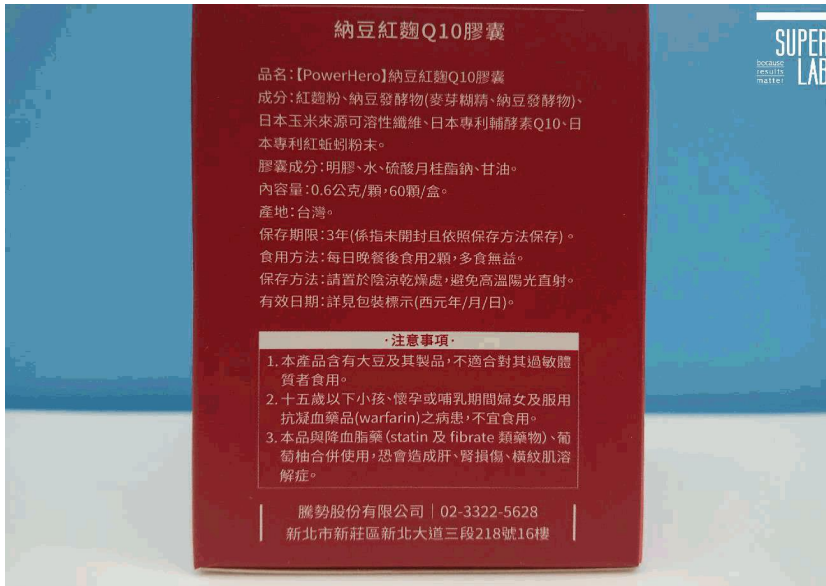 納豆紅麴Q10膠囊
品名:【PowerHero】納豆紅麴Q10膠囊
成分:紅麴粉、納豆發酵物(麥芽糊精、納豆發酵物)、
日本玉米來源可溶性纖維、日本專利輔酵素Q10、日
本專利紅蚯蚓粉末。
膠囊成分:明膠、水、硫酸月桂酯鈉、甘油。
內容量:0.6公克/顆,60顆/盒。
產地:台灣。
保存期限:3年(係指未開封且依照保存方法保存)。
食用方法:每日晚餐後食用2顆,多食無益。
保存方法:請置於陰涼乾燥處,避免高溫陽光直射。
有效日期:詳見包裝標示(西元年/月/日)。
·注意事項·
1. 本產品含有大豆及其製品,不適合對其過敏體
質者食用。
2. 十五歲以下小孩、懷孕或哺乳期間婦女及服用
抗凝血藥品(warfarin)之病患,不宜食用。
3. 本品與降血脂藥(statin 及 fibrate 類藥物)、葡
萄柚合併使用,恐會造成肝、腎損傷、橫紋肌溶
解症。
騰勢股份有限公司|02-3322-5628
新北市新莊區新北大道三段218號16樓
SUPER
because
results
matter
LAB